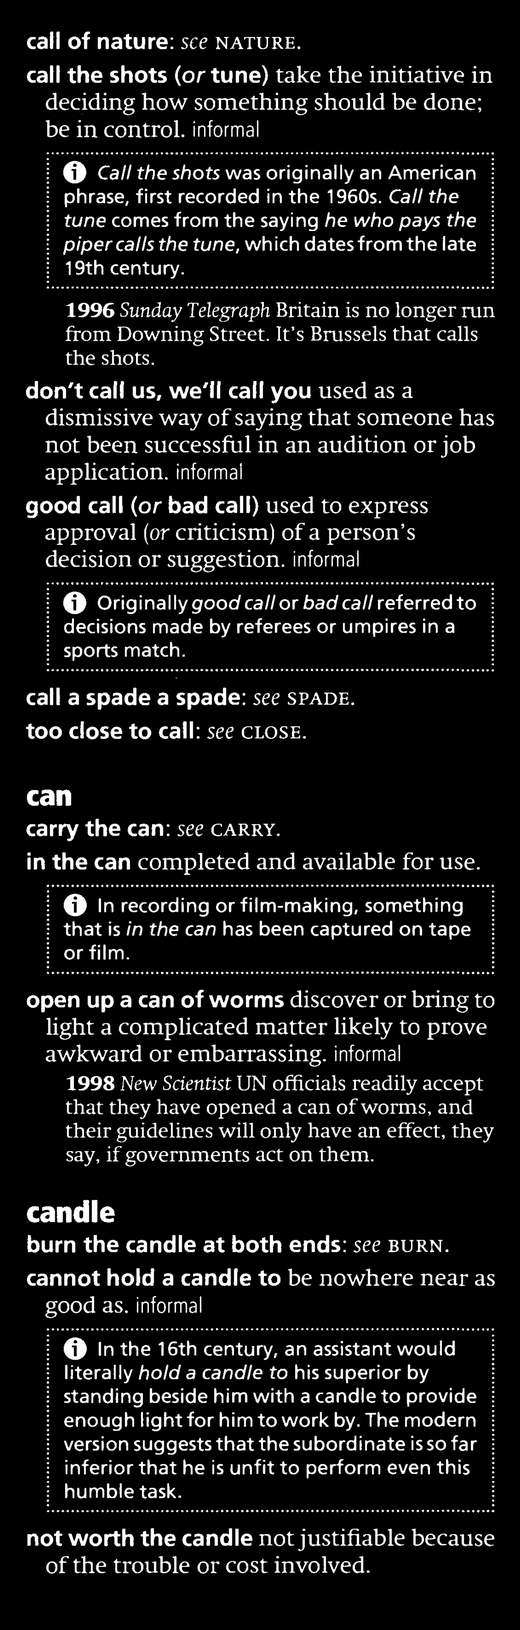 call of nature: see NATURE.
call the shots (or tune) take the initiative in
deciding how something should be done;
be in control. informal
Call the shots was originally an American
phrase, first recorded in the 1960s. Call the
tune comes from the saying he who pays the
piper calls the tune, which dates from the late
19th century.
1996 Sunday Telegraph Britain is no longer run
from Downing Street. It's Brussels that calls
the shots.
don't call us, we'll call you used as a
dismissive way of saying that someone has
not been successful in an audition or job
application. informal
good call (or bad call) used to express
approval (or criticism) of a person's
decision or suggestion. informal
Originally good call or bad call referred to
decisions made by referees or umpires in a
sports match.
call a spade a spade: see SPADE.
too close to call: see CLOSE.
can
carry the can: see CARRY.
in the can completed and available for use.
In recording or film-making, something
that is in the can has been captured on tape
or film.
open up a can of worms discover or bring to
light a complicated matter likely to prove
awkward or embarrassing. informal
1998 New Scientist UN officials readily accept
that they have opened a can of worms, and
their guidelines will only have an effect, they
say, if governments act on them.
candle
burn the candle at both ends: see BURN.
cannot hold a candle to be nowhere near as
good as. informal
In the 16th century, an assistant would
literally hold a candle to his superior by
standing beside him with a candle to provide
enough light for him to work by. The modern
version suggests that the subordinate is so far
inferior that he is unfit to perform even this
humble task.
not worth the candle not justifiable because
of the trouble or cost involved.